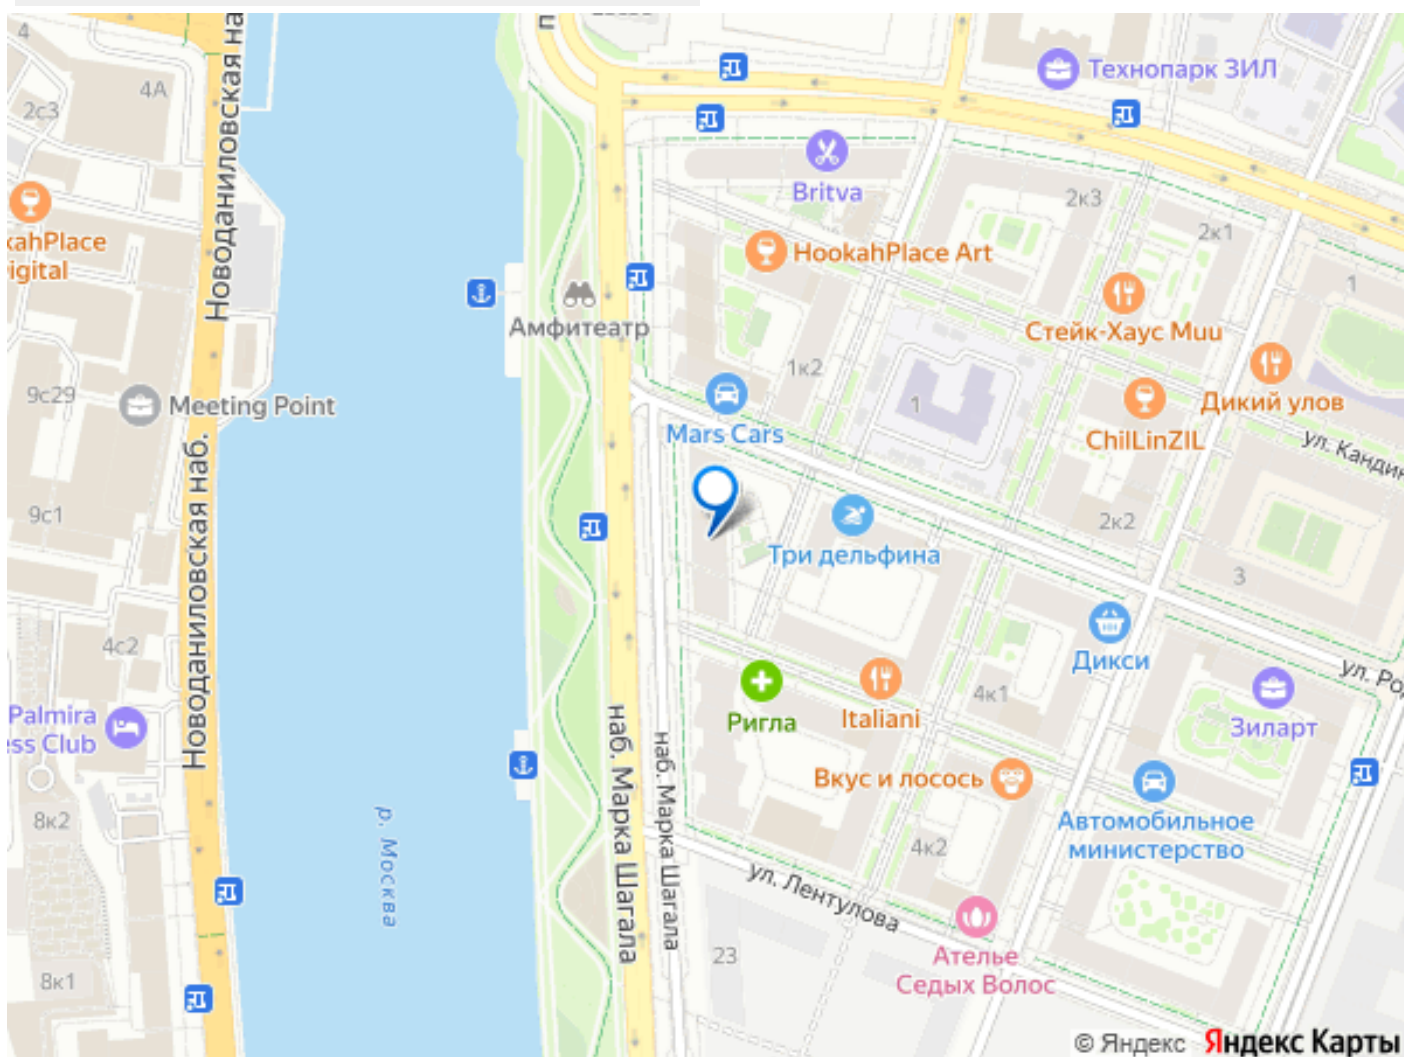 4
4А
2с3
Новоданиловская на
Технопарк ЗИЛ
Britva
2к3
2к1
kahPlace
igital
HookahPlace Art
1
Амфитеатр
Стейк-Хаус Muu
1к2
9с29
Meeting Point
Mars Cars
1
ChilLinZIL
Дикий улов
ул. Кандин
9с1
Новоданиловская наб.
Три дельфина
2к2
3
4с2
Дикси
ул. Ро
Palmira
ss Club
Ригла
Italiani
4к1
Зиларт
наб. Марка Шагала
наб. Марка Шагала
Вкус и лосось
Автомобильное
министерство
8к2
р. Москва
4к2
ул. Лентулова
8к1
23
Ателье
Седых Волос
© Яндекс Яндекс Карты